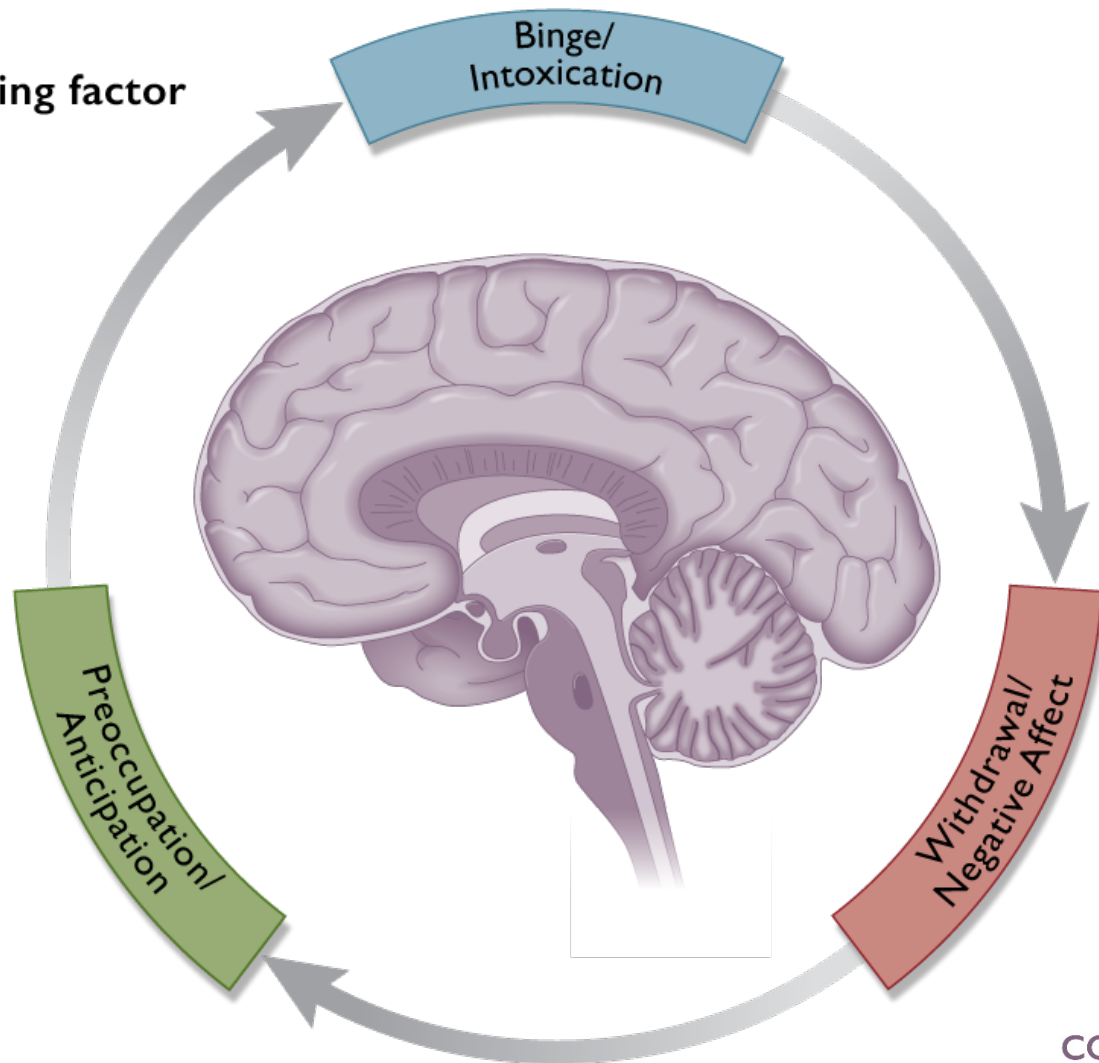 Binge/
Intoxication
ing factor
Withdrawal/
Negative Affect
Preoccupation/
Anticipation